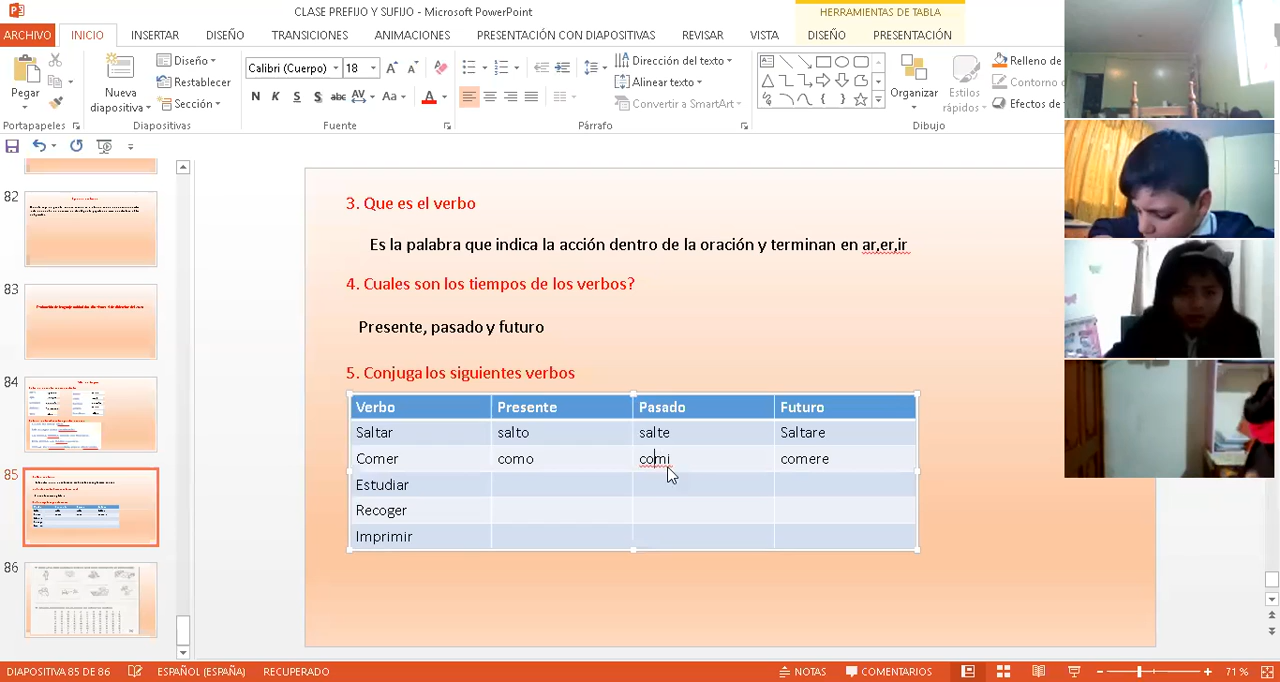 CLASE PREFIJO Y SUFIJO - Microsoft PowerPoint
HERRAMIENTAS DE TABLA
ARCHIVO INICIO INSERTAR DISEÑO TRANSICIONES ANIMACIONES PRESENTACIÓN CON DIAPOSITIVAS REVISAR VISTA DISEÑO PRESENTACIÓN
Pegar
Nueva diapositiva
Diseño
Restablecer
Sección
Calibri (Cuerpo) 18
N K S S abc AV Aa A
Dirección del texto
Alinear texto
Convertir a SmartArt
Organizar
Estilos rápidos
Relleno de
Contorno
Efectos de
Portapapeles Diapositivas Fuente Párrafo Dibujo
82
83
84
85
86
3. Que es el verbo
Es la palabra que indica la acción dentro de la oración y terminan en ar,er,ir
4. Cuales son los tiempos de los verbos?
Presente, pasado y futuro
5. Conjuga los siguientes verbos
Verbo Presente Pasado Futuro
Saltar salto salte Saltare
Comer como comi comere
Estudiar
Recoger
Imprimir
DIAPOSITIVA 85 DE 86 ESPAÑOL (ESPAÑA) RECUPERADO NOTAS COMENTARIOS 71 %